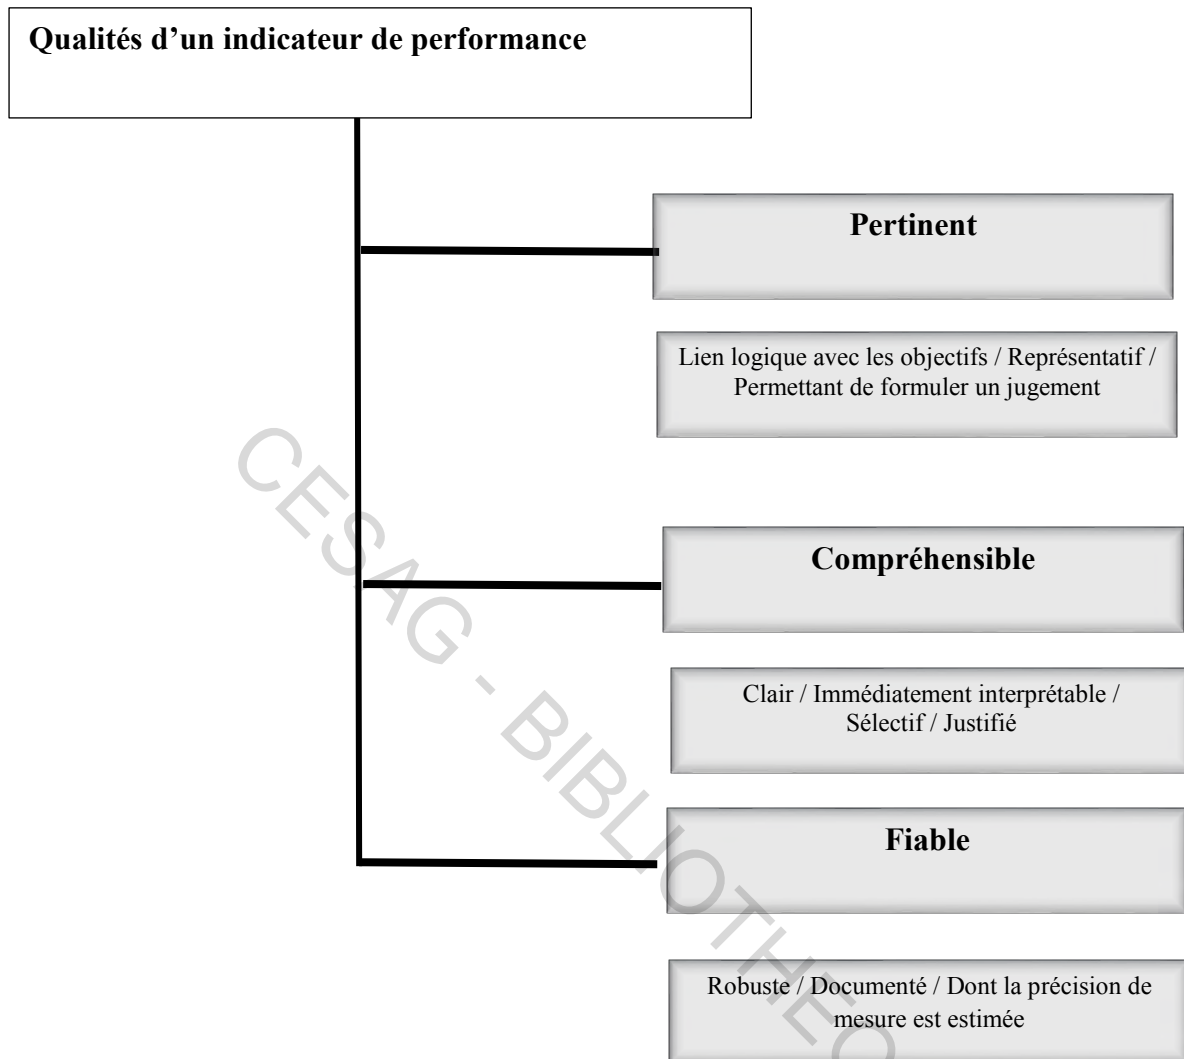 Qualités d’un indicateur de performance
Pertinent
Lien logique avec les objectifs / Représentatif /
Permettant de formuler un jugement
Compréhensible
Clair / Immédiatement interprétable /
Sélectif / Justifié
Fiable
Robuste / Documenté / Dont la précision de
mesure est estimée
CESAG - BIBLIOTHEQ